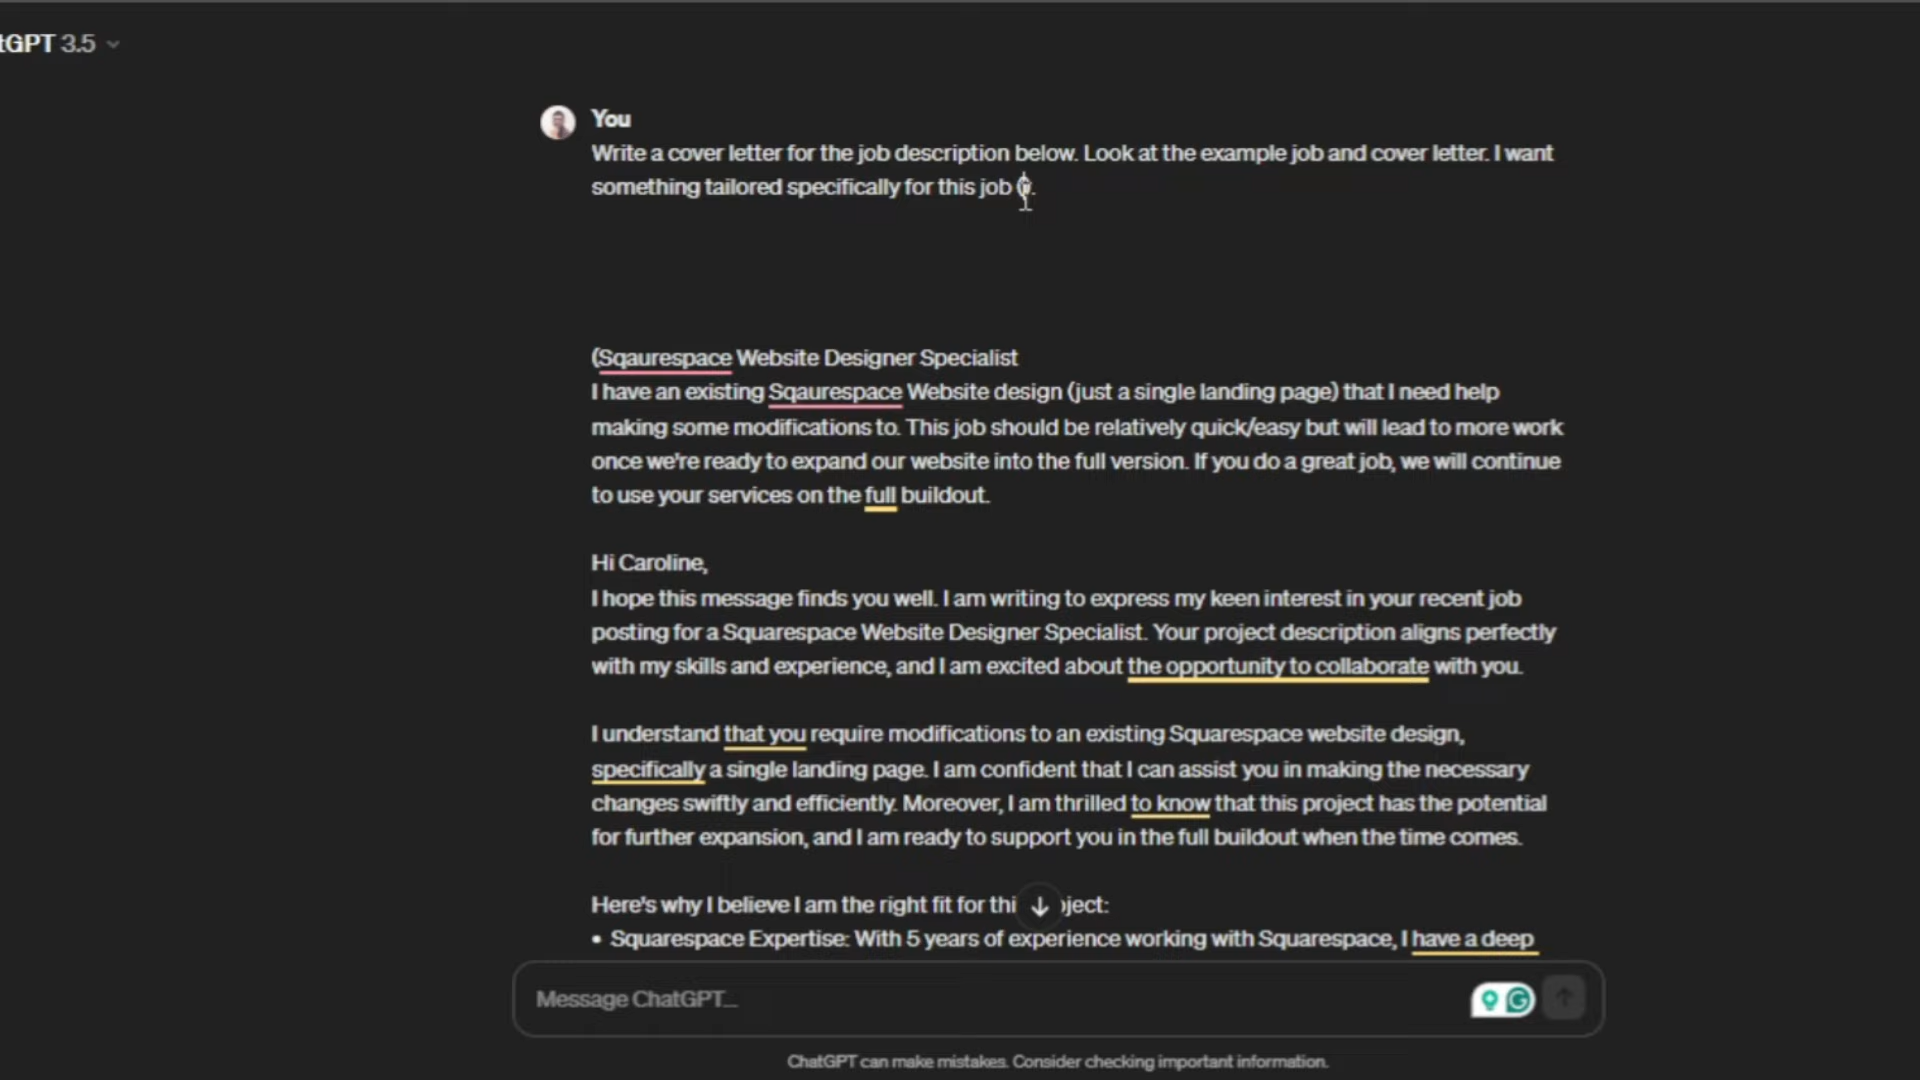 tGPT 3.5
You
Write a cover letter for the job description below. Look at the example job and cover letter. I want
something tailored specifically for this job
(Sqaurespace Website Designer Specialist
I have an existing Sqaurespace Website design (just a single landing page) that I need help
making some modifications to. This job should be relatively quick/easy but will lead to more work
once we're ready to expand our website into the full version. If you do a great job, we will continue
to use your services on the full buildout.
Hi Caroline,
I hope this message finds you well. I am writing to express my keen interest in your recent job
posting for a Squarespace Website Designer Specialist. Your project description aligns perfectly
with my skills and experience, and I am excited about the opportunity to collaborate with you.
I understand that you require modifications to an existing Squarespace website design,
specifically a single landing page. I am confident that I can assist you in making the necessary
changes swiftly and efficiently. Moreover, I am thrilled to know that this project has the potential
for further expansion, and I am ready to support you in the full buildout when the time comes.
Here's why I believe I am the right fit for thi oject:
• Squarespace Expertise: With 5 years of experience working with Squarespace, I have a deep
Message ChatGPT...
ChatGPT can make mistakes. Consider checking important information.